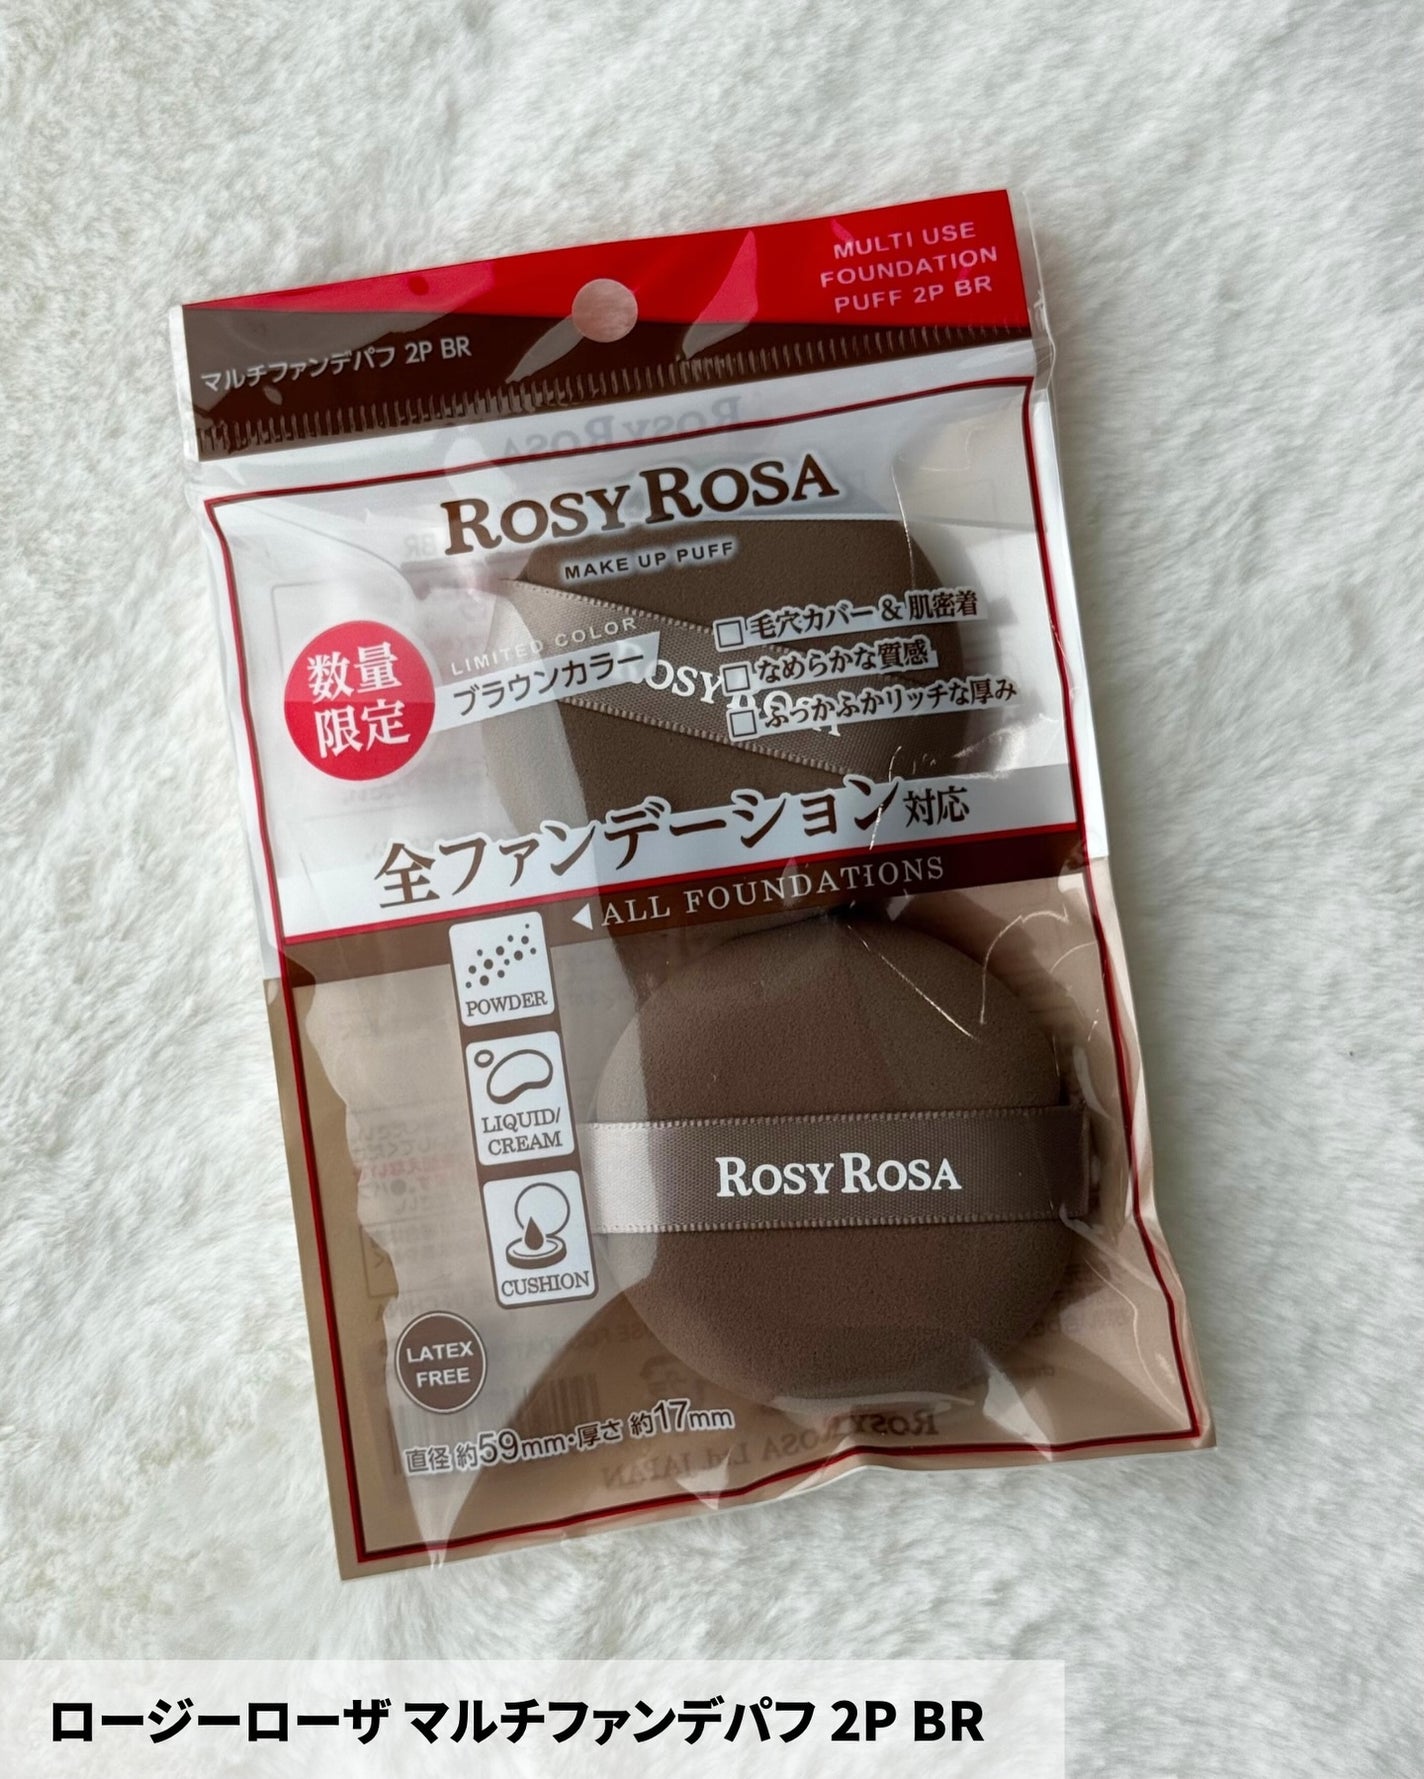 MULTI USE
FOUNDATION
PUFF 2P BR
マルチファンデパフ 2P BR
ROSY ROSA
MAKE UP PUFF
数量
限定
LIMITED COLOR
ブラウンカラー
毛穴カバー & 肌密着
なめらかな質感
ふっかふかリッチな厚み
ROSY ROSA
全ファンデーション対応
ALL FOUNDATIONS
POWDER
LIQUID/
CREAM
CUSHION
ROSY ROSA
LATEX
FREE
直径 約59mm・厚さ 約17mm
ロージーローザ マルチファンデパフ 2P BR